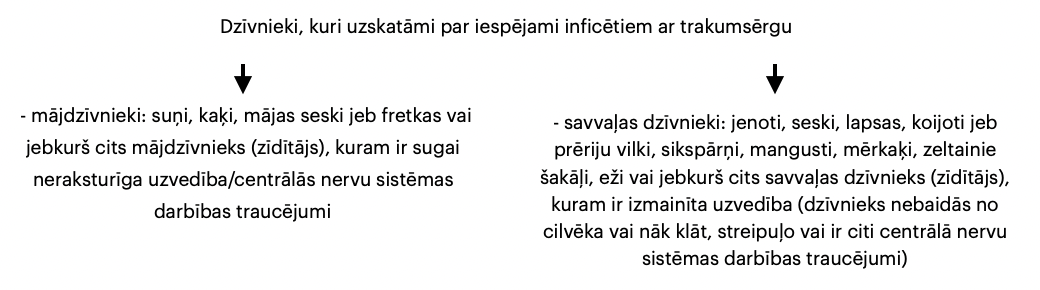 Dzīvnieki, kuri uzskatāmi par iespējami inficētiem ar trakumsērgu
- mājdzīvnieki: suņi, kaķi, mājas seski jeb fretkas vai
jebkurš cits mājdzīvnieks (zīdītājs), kuram ir sugai
neraksturīga uzvedība/centrālās nervu sistēmas
darbības traucējumi
- savvaļas dzīvnieki: jenoti, seski, lapsas, koijoti jeb
prēriju vilki, sikspārņi, mangusti, mērkaķi, zeltainie
šakāļi, eži vai jebkurš cits savvaļas dzīvnieks (zīdītājs),
kuram ir izmainīta uzvedība (dzīvnieks nebaidās no
cilvēka vai nāk klāt, streipuļo vai ir citi centrālā nervu
sistēmas darbības traucējumi)